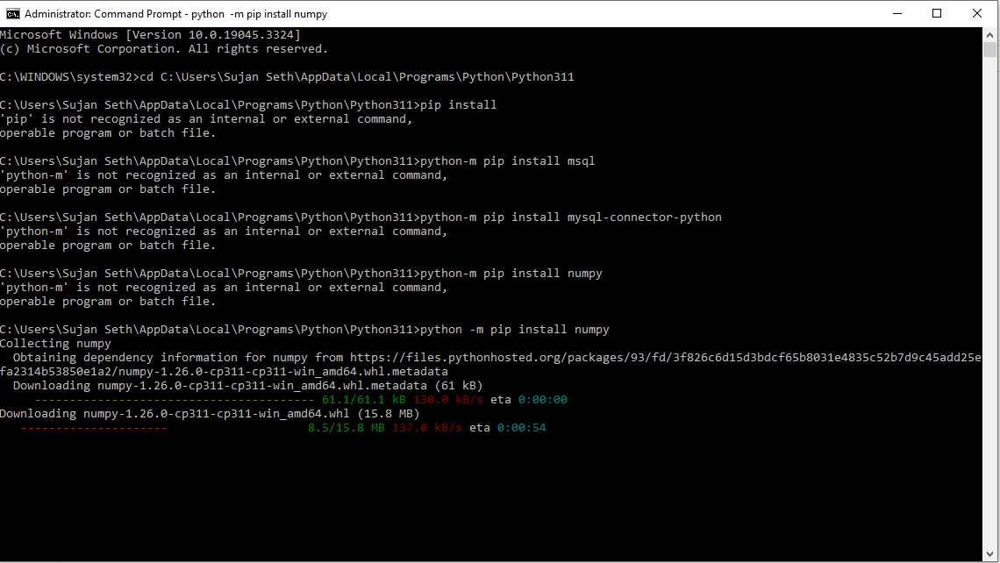 Administrator: Command Prompt - python  -m pip install numpy
Microsoft Windows [Version 10.0.19045.3324]
(c) Microsoft Corporation. All rights reserved.
C:\WINDOWS\system32>cd C:\Users\Sujan Seth\AppData\Local\Programs\Python\Python311
C:\Users\Sujan Seth\AppData\Local\Programs\Python\Python311>pip install
'pip' is not recognized as an internal or external command,
operable program or batch file.
C:\Users\Sujan Seth\AppData\Local\Programs\Python\Python311>python-m pip install msql
'python-m' is not recognized as an internal or external command,
operable program or batch file.
C:\Users\Sujan Seth\AppData\Local\Programs\Python\Python311>python-m pip install mysql-connector-python
'python-m' is not recognized as an internal or external command,
operable program or batch file.
C:\Users\Sujan Seth\AppData\Local\Programs\Python\Python311>python-m pip install numpy
'python-m' is not recognized as an internal or external command,
operable program or batch file.
C:\Users\Sujan Seth\AppData\Local\Programs\Python\Python311>python -m pip install numpy
Collecting numpy
  Obtaining dependency information for numpy from https://files.pythonhosted.org/packages/93/fd/3f826c6d15d3bdcf65b8031e4835c52b7d9c45add25e
fa2314b53850e1a2/numpy-1.26.0-cp311-cp311-win_amd64.whl.metadata
  Downloading numpy-1.26.0-cp311-cp311-win_amd64.whl.metadata (61 kB)
     ---------------------------------------- 61.1/61.1 kB 130.0 kB/s eta 0:00:00
Downloading numpy-1.26.0-cp311-cp311-win_amd64.whl (15.8 MB)
   ---------------------                    8.5/15.8 MB 137.0 kB/s eta 0:00:54